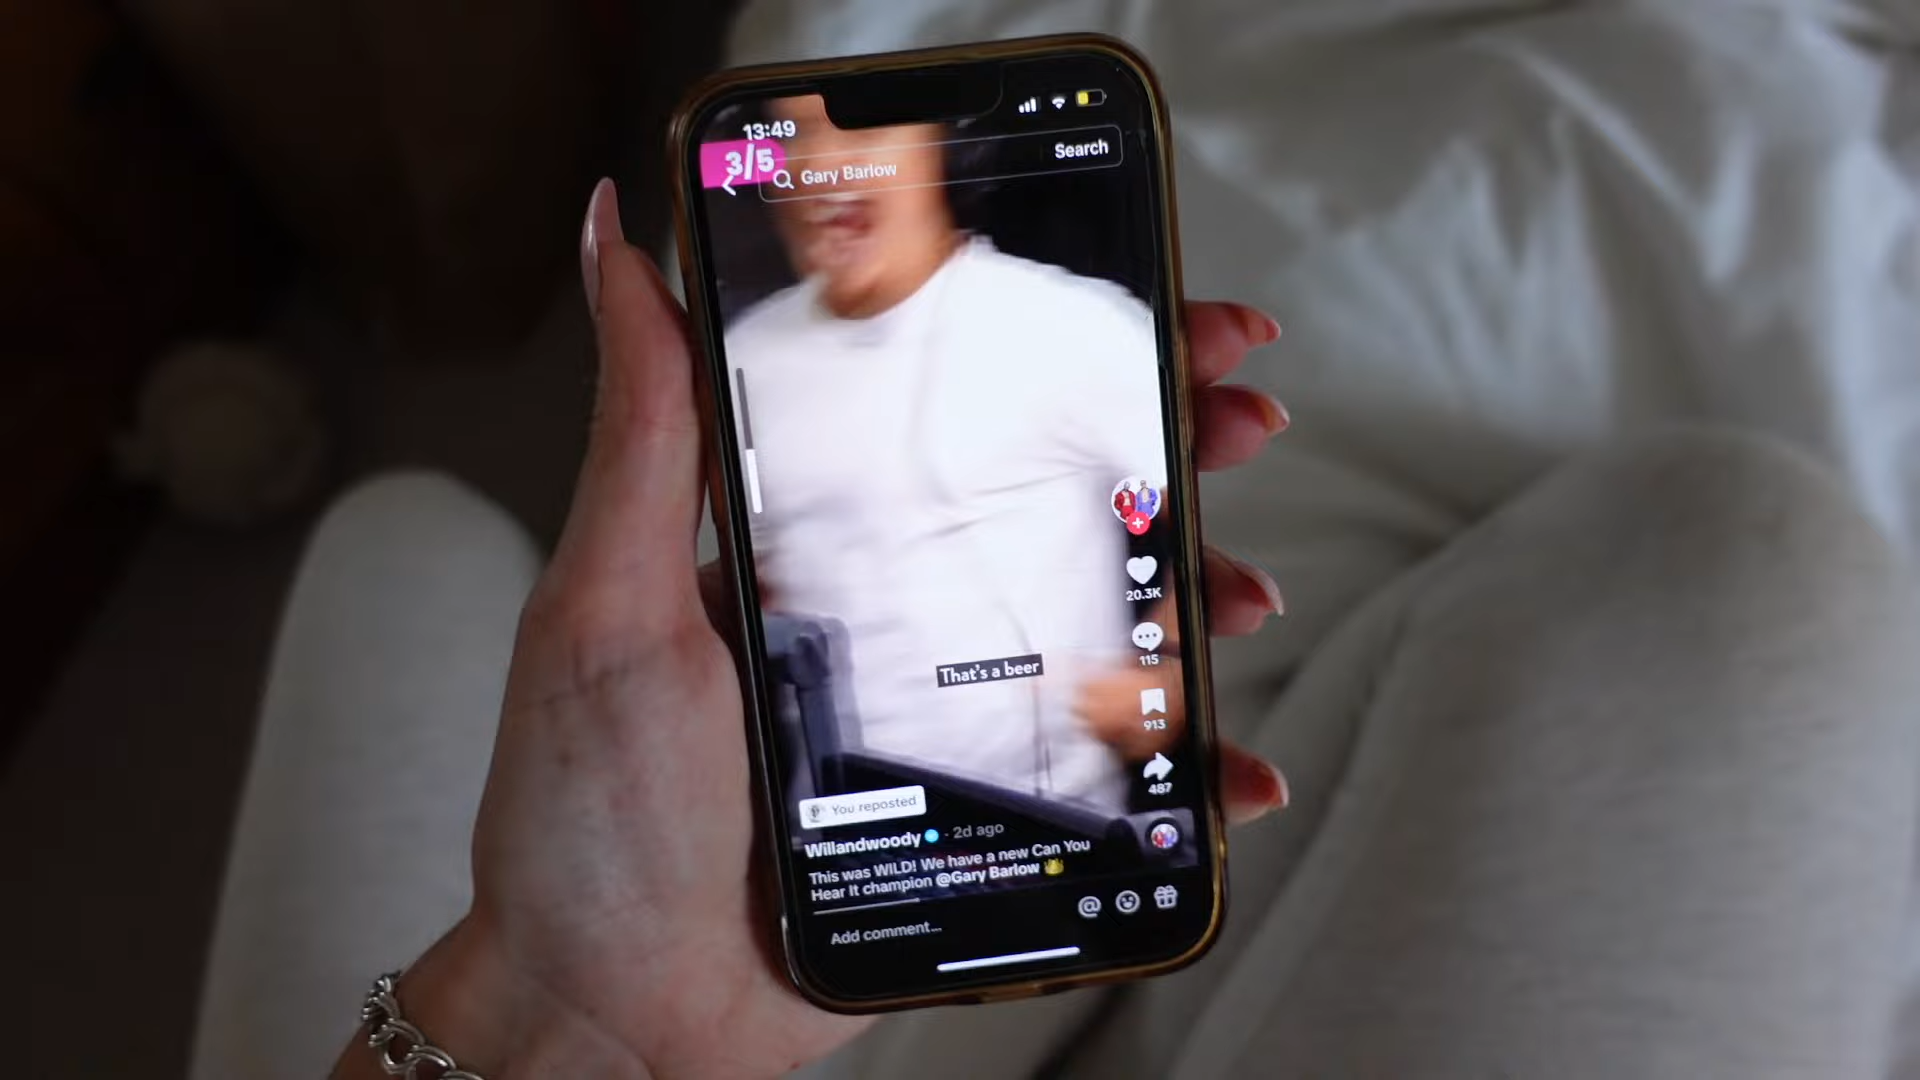 13:49
3/5
Gary Barlow
Search
20.3K
115
That's a beer
913
487
You reposted
Willandwoody · 2d ago
This was WILD! We have a new Can You
Hear It champion @Gary Barlow 👑
Add comment...
@